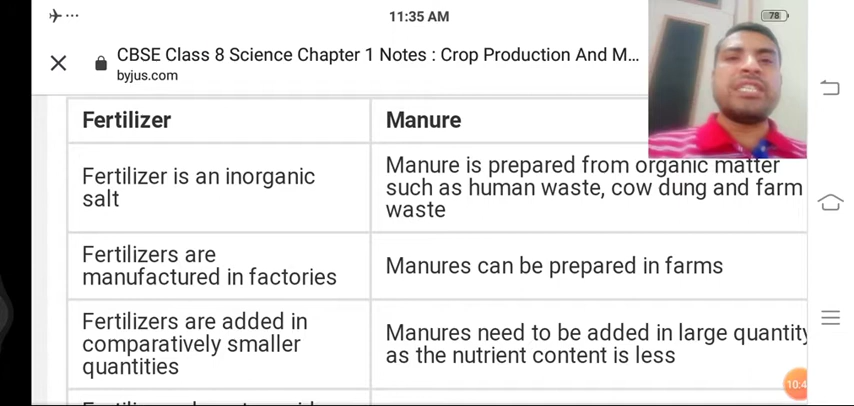 11:35 AM
78
CBSE Class 8 Science Chapter 1 Notes : Crop Production And M...
byjus.com
Fertilizer
Manure
Fertilizer is an inorganic
salt
Manure is prepared from organic matter
such as human waste, cow dung and farm
waste
Fertilizers are
manufactured in factories
Manures can be prepared in farms
Fertilizers are added in
comparatively smaller
quantities
Manures need to be added in large quantity
as the nutrient content is less
10:4